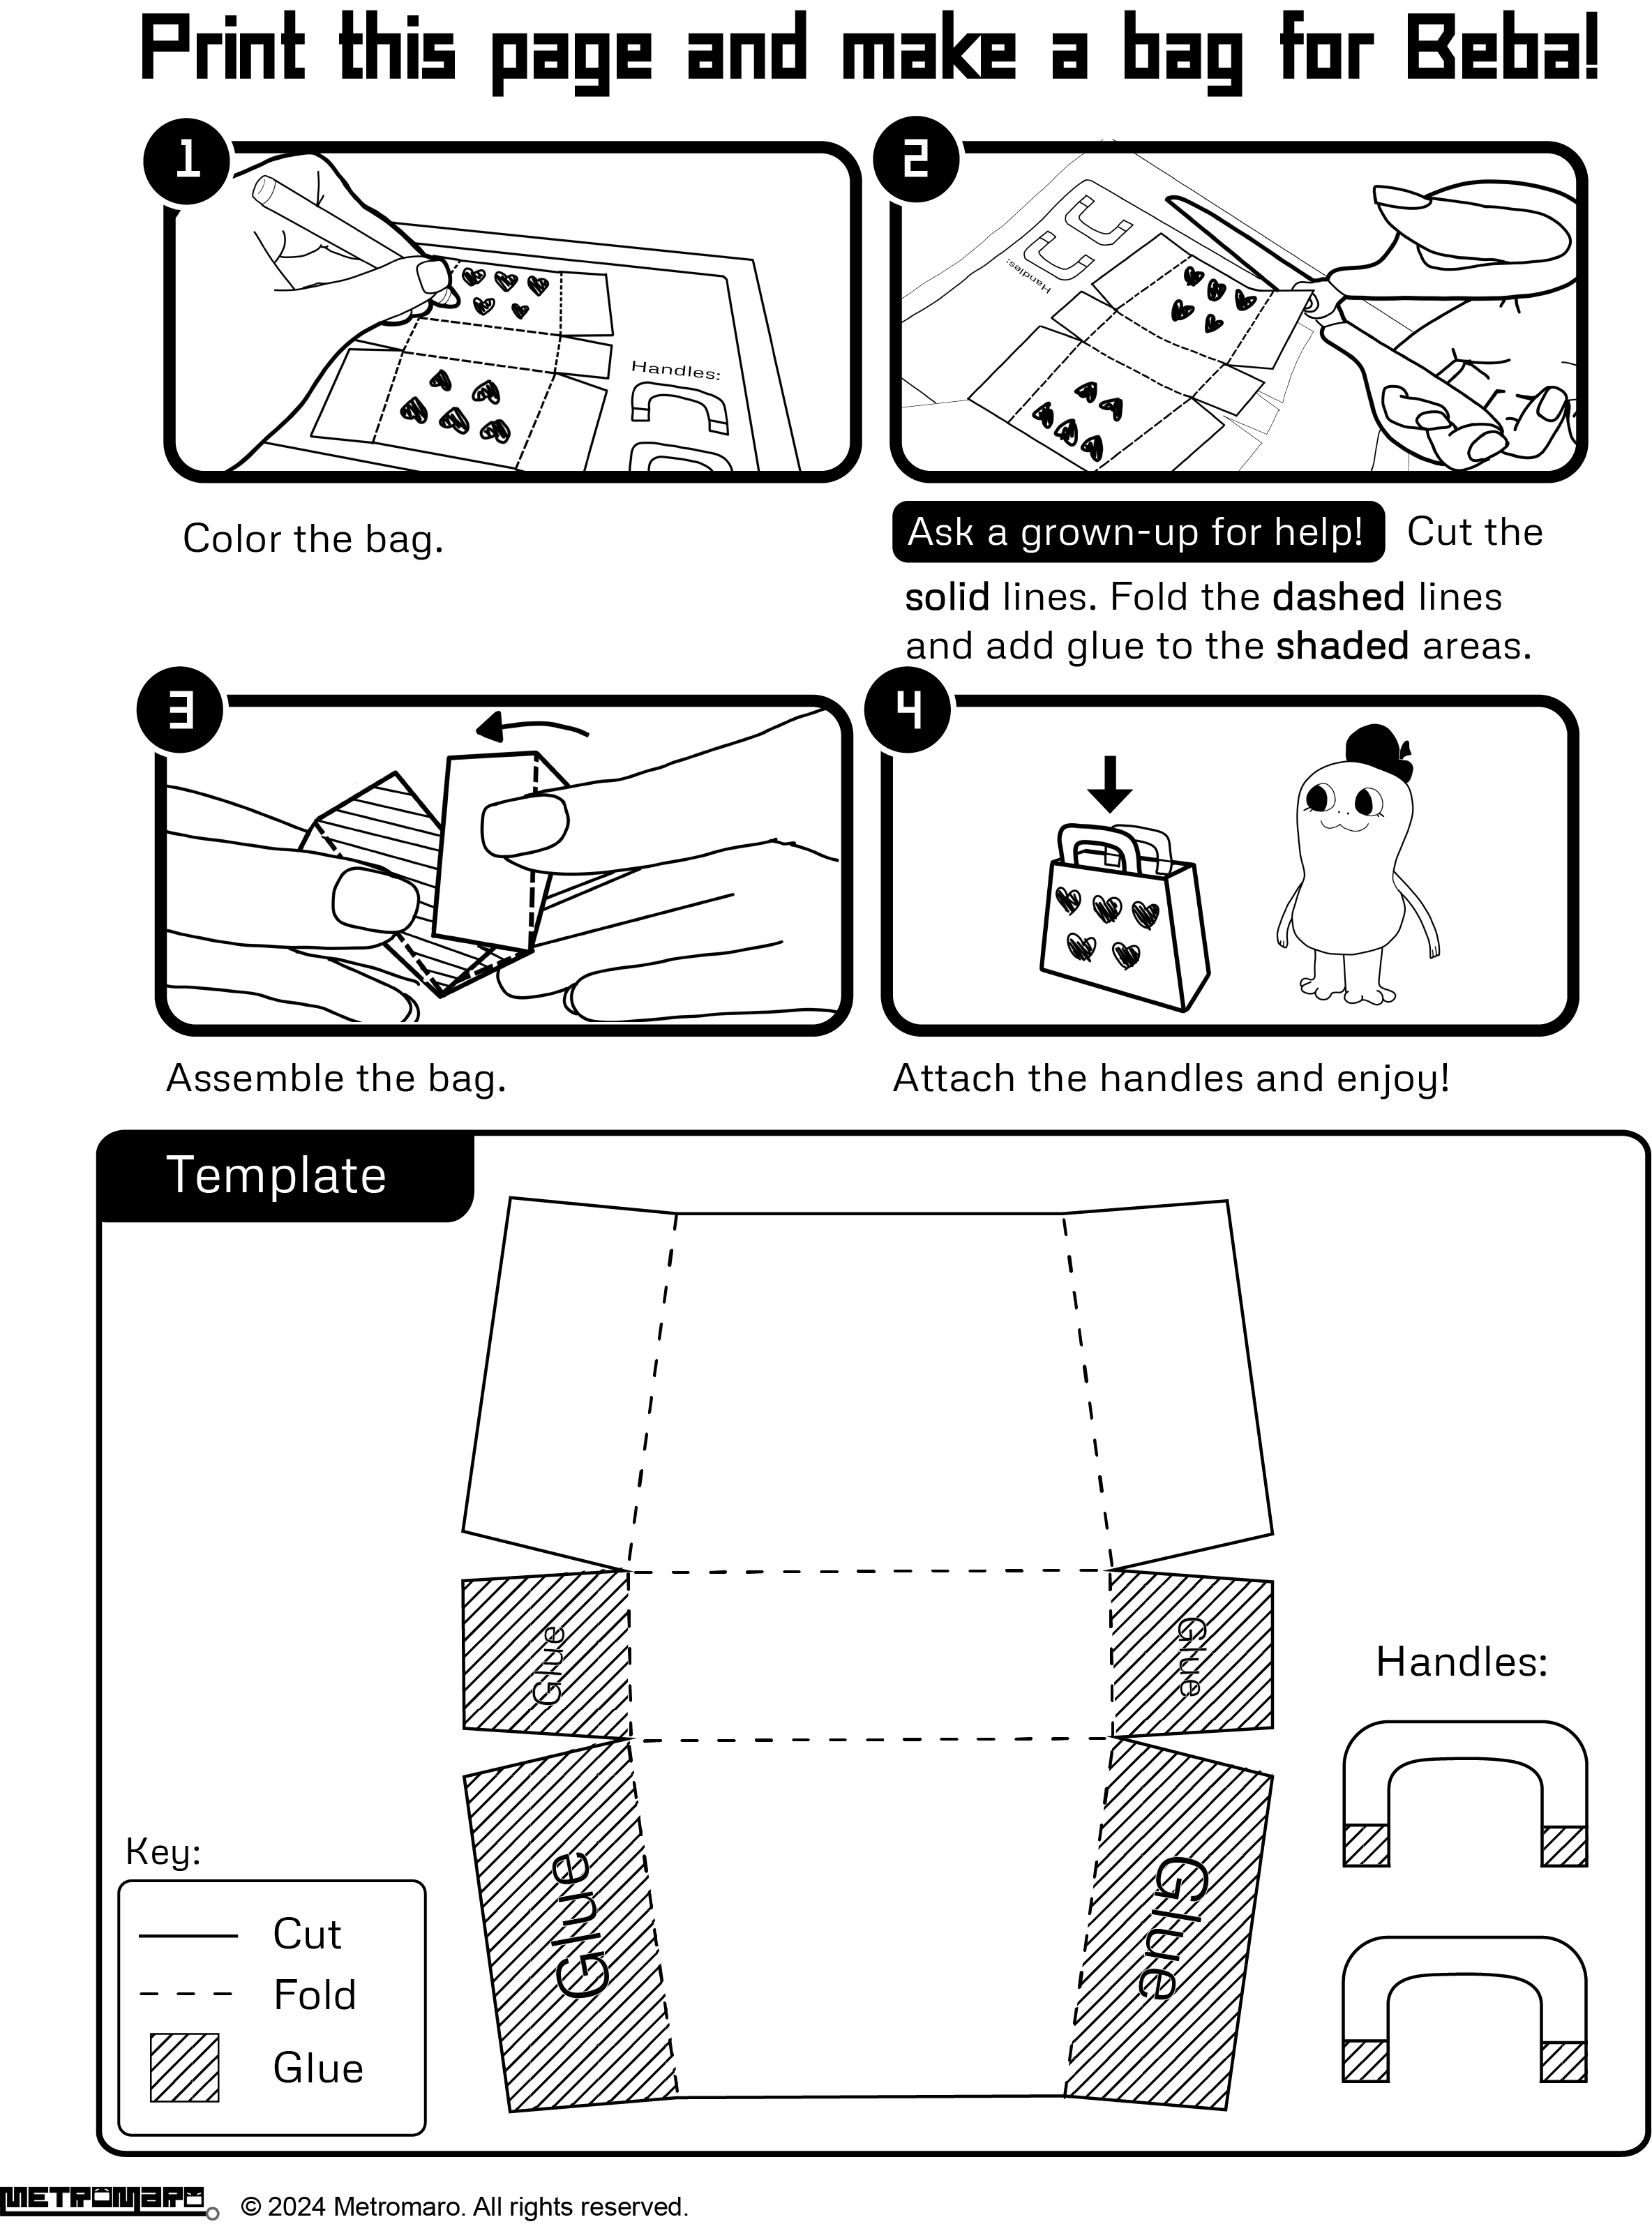 Print this page and make a bag for Beba!
1
Handles:
Color the bag.
2
Handles:
Ask a grown-up for help! Cut the
solid lines. Fold the dashed lines
and add glue to the shaded areas.
3
Assemble the bag.
4
Attach the handles and enjoy!
Template
Glue
Glue
Handles:
Glue
Glue
Key:
Cut
Fold
Glue
METROMARO
© 2024 Metromaro. All rights reserved.